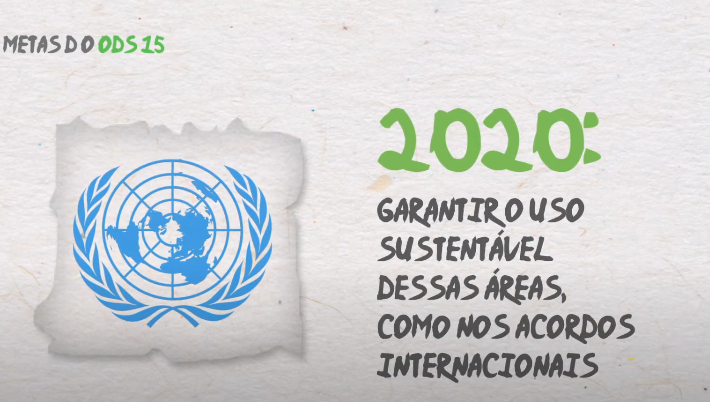 METAS DO ODS 15
2020:
GARANTIR O USO
SUSTENTÁVEL
DESSAS ÁREAS,
COMO NOS ACORDOS
INTERNACIONAIS